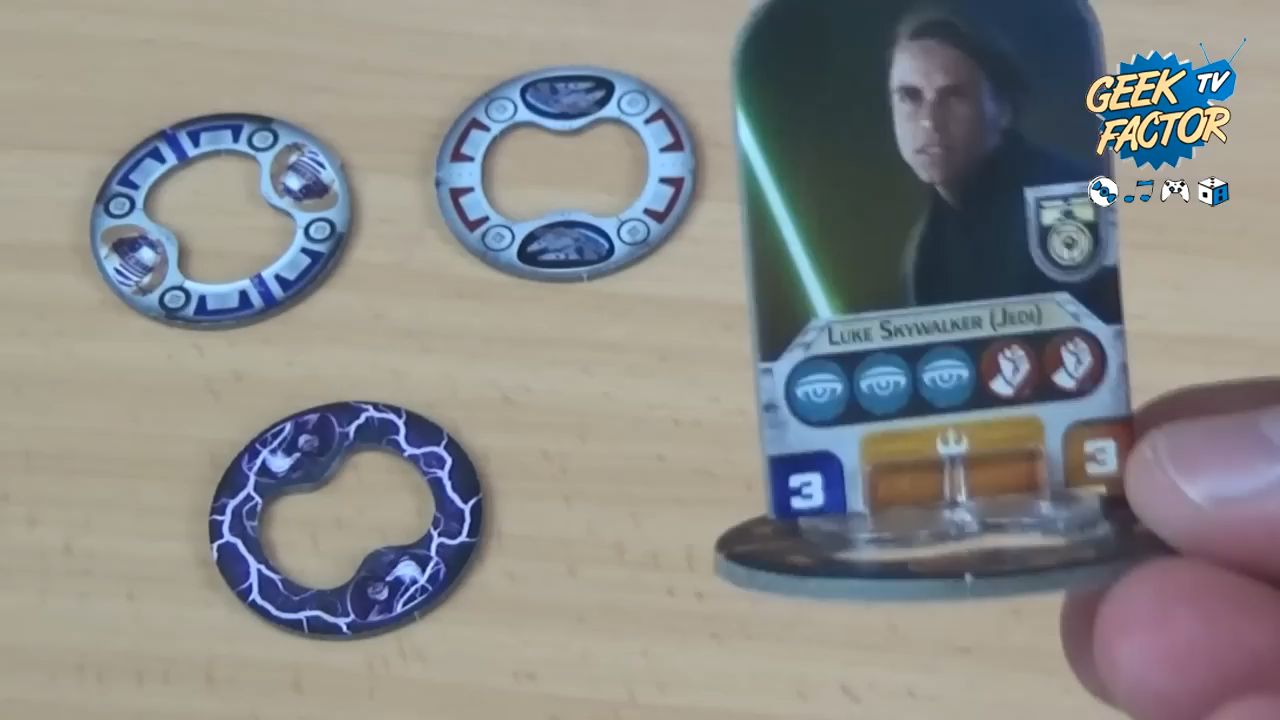 GEEK TV
FACTOR
LUKE SKYWALKER (JEDI)
3
3